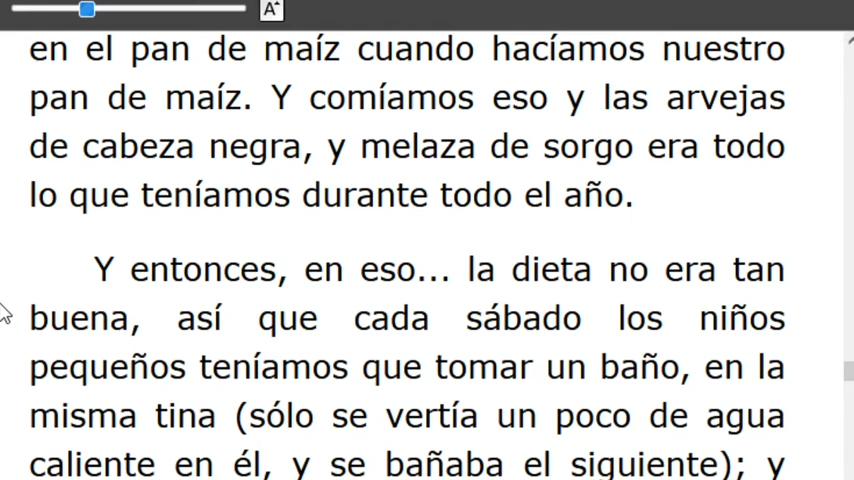 A
en el pan de maíz cuando hacíamos nuestro
pan de maíz. Y comíamos eso y las arvejas
de cabeza negra, y melaza de sorgo era todo
lo que teníamos durante todo el año.
Y entonces, en eso... la dieta no era tan
buena, así que cada sábado los niños
pequeños teníamos que tomar un baño, en la
misma tina (sólo se vertía un poco de agua
caliente en él, y se bañaba el siguiente); y